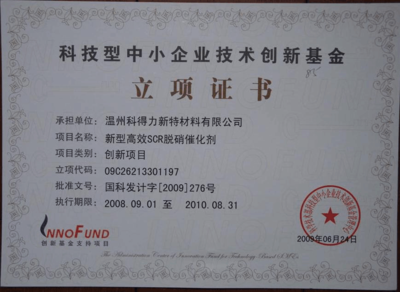 科技型中小企业技术创新基金
85
立项证书
承担单位：温州科得力新特材料有限公司
项目名称：新型高效SCR脱硝催化剂
项目类别：创新项目
立项代码：09C26213301197
批准文号：国科发计字[2009]276号
执行期限：2008.09.01 至 2010.08.31
INNOFUND
创新基金支持项目
2009年06月24日